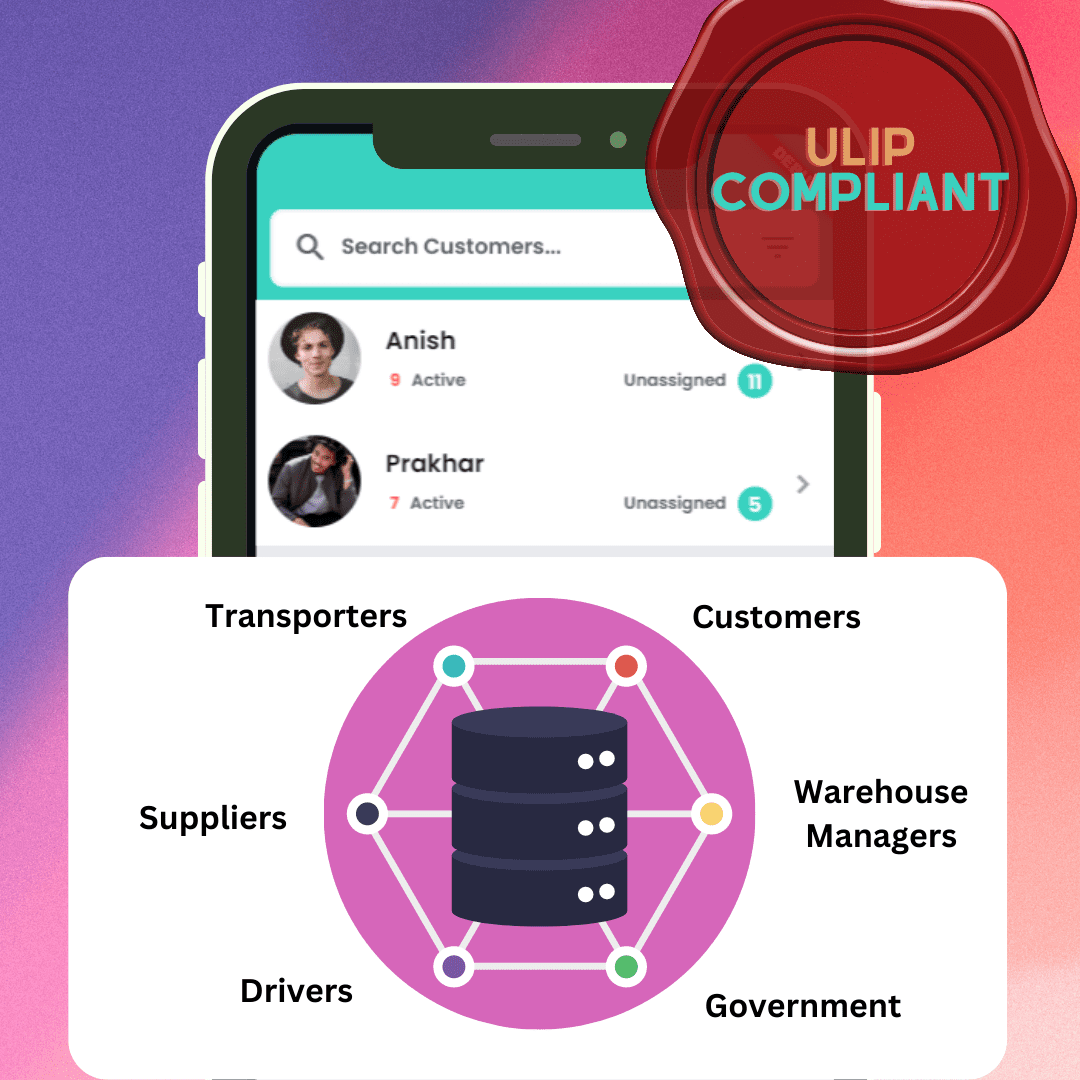 ULIP
COMPLIANT
Search Customers...
Anish
9 Active Unassigned 11
Prakhar
7 Active Unassigned 5
Transporters Customers
Suppliers Warehouse
Managers
Drivers Government